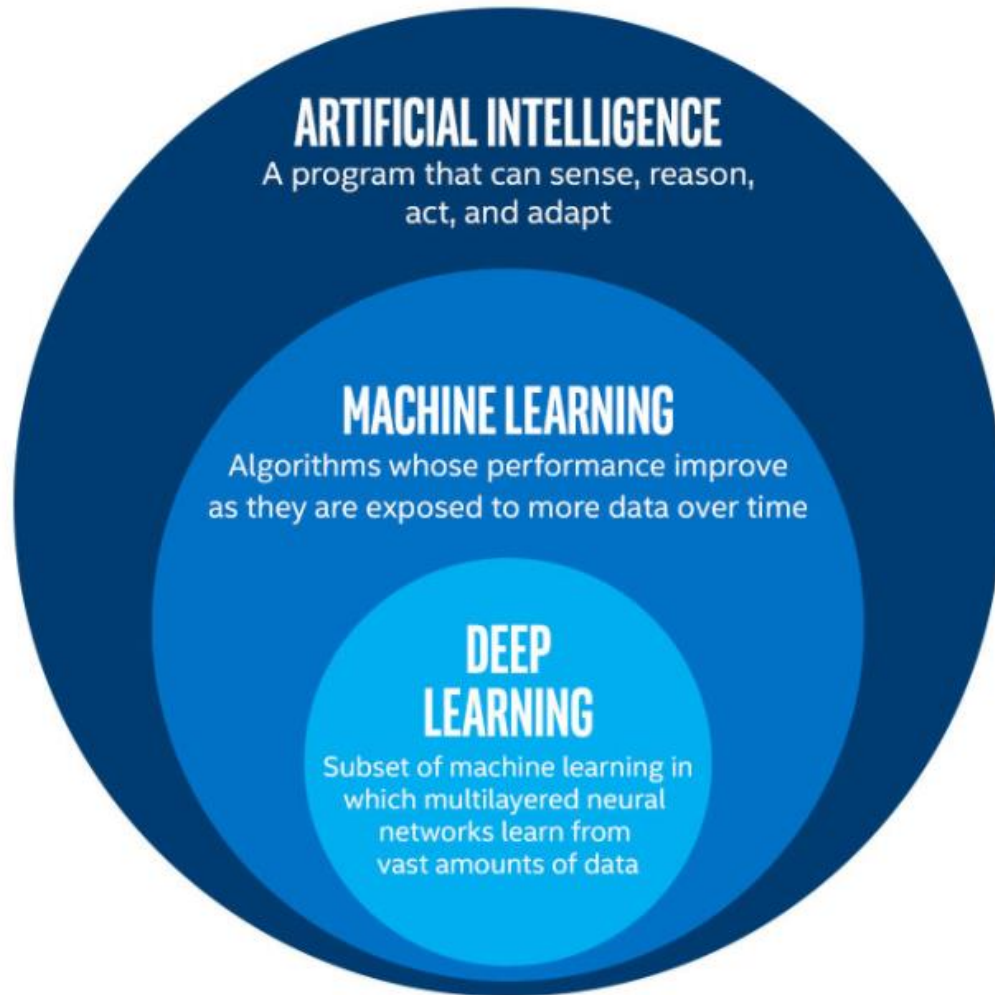 ARTIFICIAL INTELLIGENCE
A program that can sense, reason,
act, and adapt
MACHINE LEARNING
Algorithms whose performance improve
as they are exposed to more data over time
DEEP
LEARNING
Subset of machine learning in
which multilayered neural
networks learn from
vast amounts of data